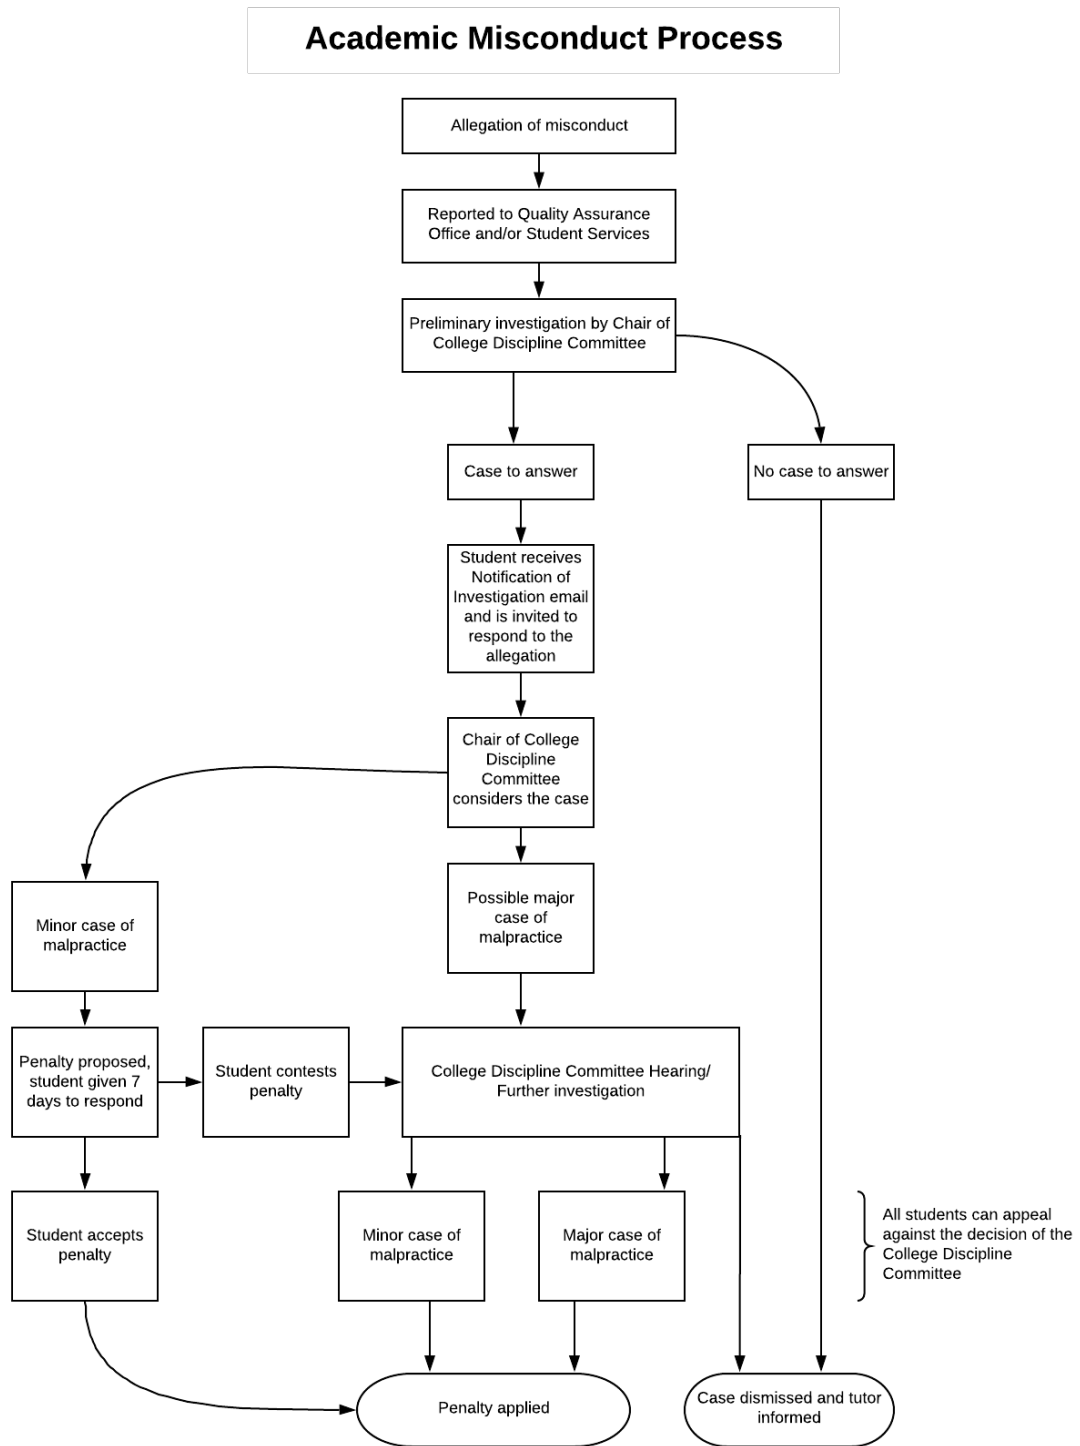 Academic Misconduct Process
Allegation of misconduct
Reported to Quality Assurance
Office and/or Student Services
Preliminary investigation by Chair of
College Discipline Committee
Case to answer
No case to answer
Student receives
Notification of
Investigation email
and is invited to
respond to the
allegation
Chair of College
Discipline
Committee
considers the case
Minor case of
malpractice
Possible major
case of
malpractice
Penalty proposed,
student given 7
days to respond
Student contests
penalty
College Discipline Committee Hearing/
Further investigation
Student accepts
penalty
Minor case of
malpractice
Major case of
malpractice
All students can appeal
against the decision of the
College Discipline
Committee
Penalty applied
Case dismissed and tutor
informed